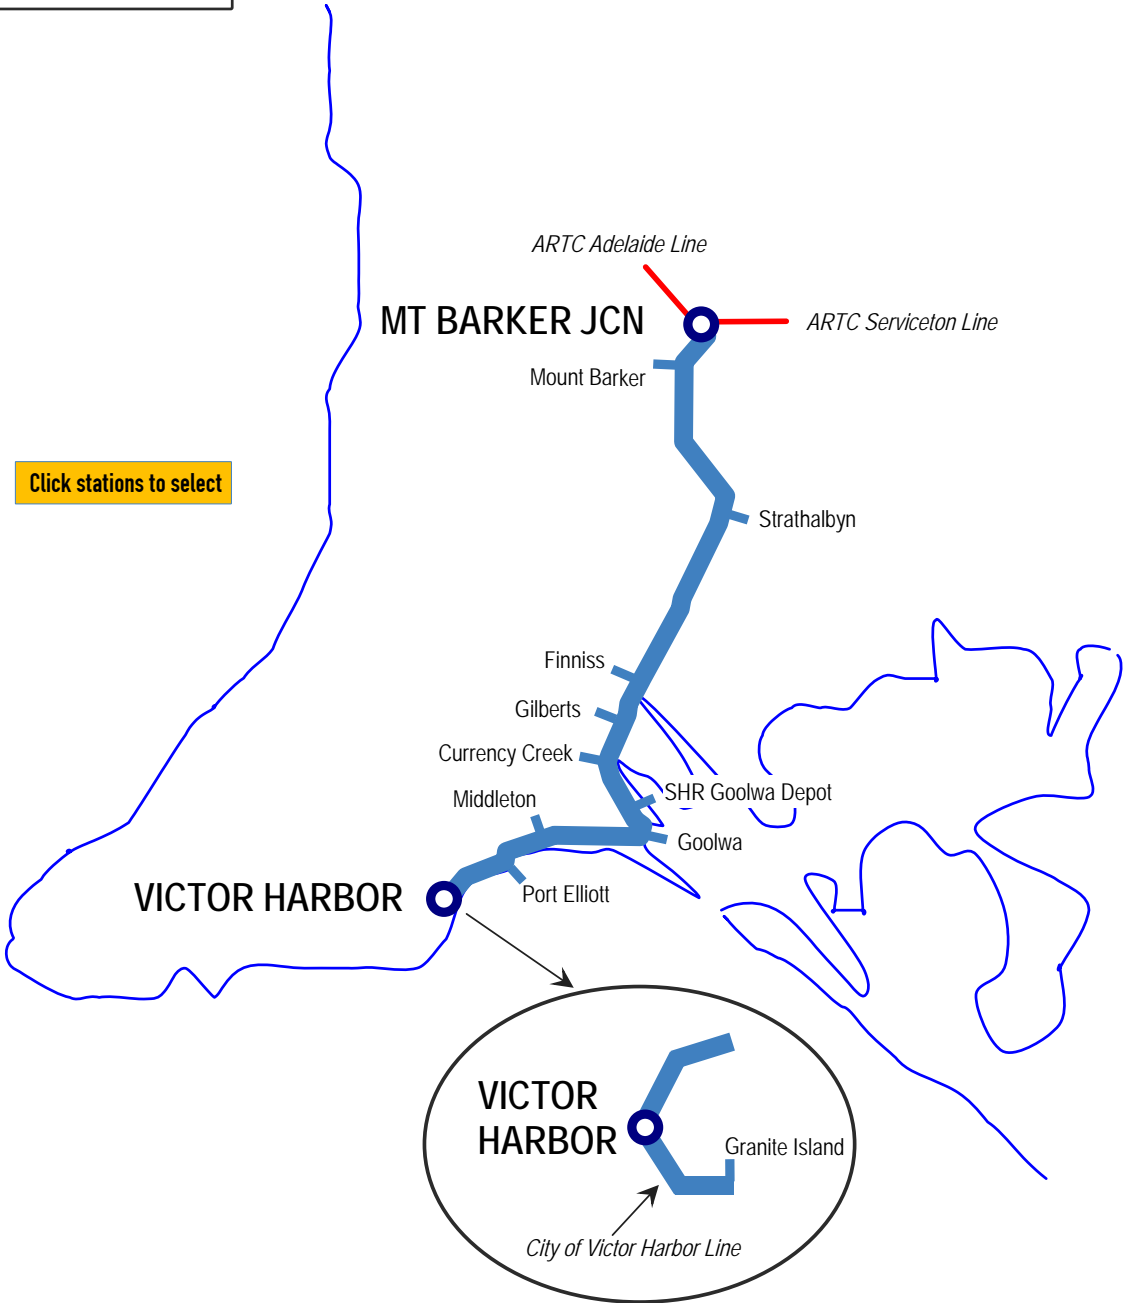 ARTC Adelaide Line
MT BARKER JCN
ARTC Serviceton Line
Mount Barker
Click stations to select
Strathalbyn
Finniss
Gilberts
Currency Creek
SHR Goolwa Depot
Middleton
Goolwa
VICTOR HARBOR
Port Elliott
VICTOR
HARBOR
Granite Island
City of Victor Harbor Line